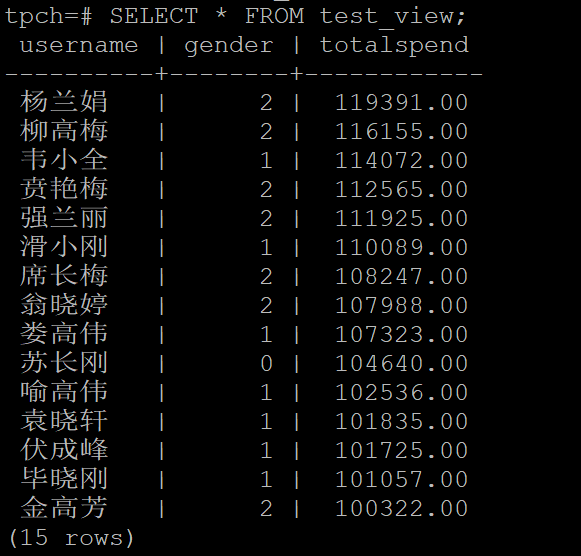 tpch=# SELECT * FROM test_view;
 username | gender | totalspend
----------+--------+------------
 杨兰娟   |      2 |  119391.00
 柳高梅   |      2 |  116155.00
 韦小全   |      1 |  114072.00
 贲艳梅   |      2 |  112565.00
 强兰丽   |      2 |  111925.00
 滑小刚   |      1 |  110089.00
 席长梅   |      2 |  108247.00
 翁晓婷   |      2 |  107988.00
 娄高伟   |      1 |  107323.00
 苏长刚   |      0 |  104640.00
 喻高伟   |      1 |  102536.00
 袁晓轩   |      1 |  101835.00
 伏成峰   |      1 |  101725.00
 毕晓刚   |      1 |  101057.00
 金高芳   |      2 |  100322.00
(15 rows)